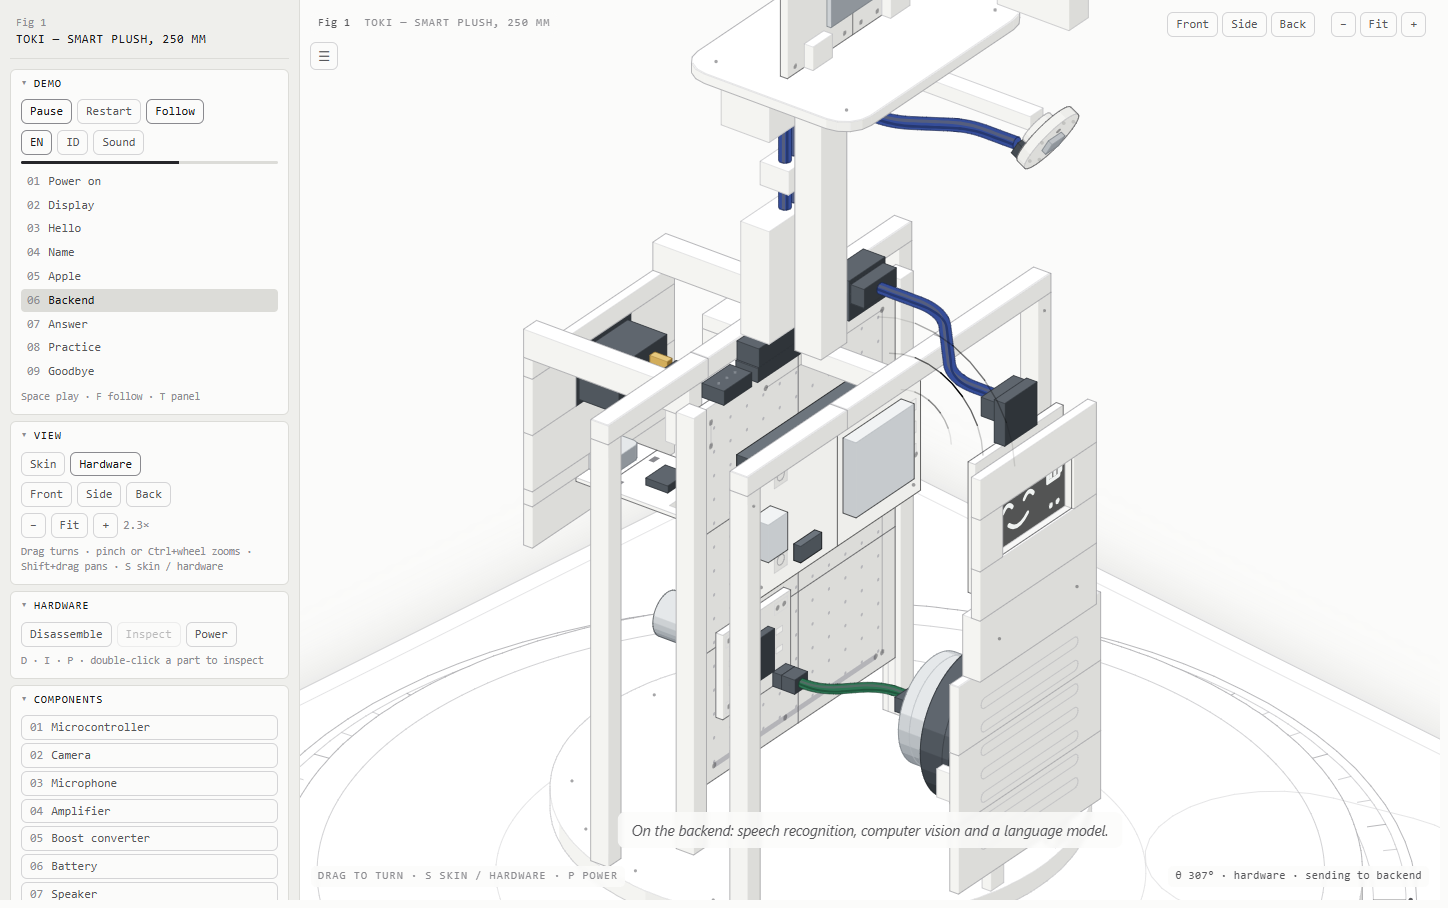 Fig 1
TOKI — SMART PLUSH, 250 MM
▾ DEMO
Pause Restart Follow
EN ID Sound
01 Power on
02 Display
03 Hello
04 Name
05 Apple
06 Backend
07 Answer
08 Practice
09 Goodbye
Space play · F follow · T panel
▾ VIEW
Skin Hardware
Front Side Back
− Fit + 2.3×
Drag turns · pinch or Ctrl+wheel zooms ·
Shift+drag pans · S skin / hardware
▾ HARDWARE
Disassemble Inspect Power
D · I · P · double-click a part to inspect
▾ COMPONENTS
01 Microcontroller
02 Camera
03 Microphone
04 Amplifier
05 Boost converter
06 Battery
07 Speaker
Fig 1 TOKI — SMART PLUSH, 250 MM
☰
Front Side Back − Fit +
On the backend: speech recognition, computer vision and a language model.
DRAG TO TURN · S SKIN / HARDWARE · P POWER
θ 307° · hardware · sending to backend